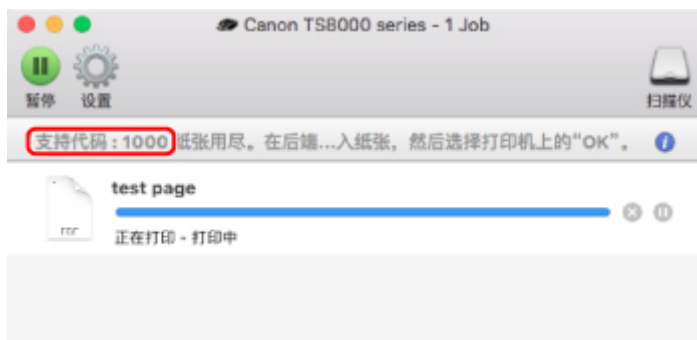 Canon TS8000 series - 1 Job
暂停
设置
扫描仪
支持代码：1000 纸张用尽。在后端...入纸张，然后选择打印机上的“OK”。
test page
正在打印 - 打印中